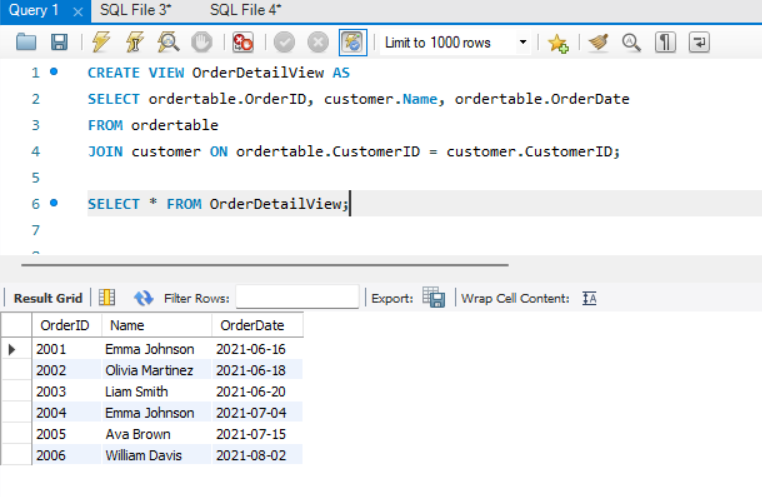 Query 1 SQL File 3* SQL File 4*
Limit to 1000 rows
1 CREATE VIEW OrderDetailView AS
2 SELECT ordertable.OrderID, customer.Name, ordertable.OrderDate
3 FROM ordertable
4 JOIN customer ON ordertable.CustomerID = customer.CustomerID;
5
6 SELECT * FROM OrderDetailView;
7
Result Grid Filter Rows: Export: Wrap Cell Content: IA
OrderID Name OrderDate
2001 Emma Johnson 2021-06-16
2002 Olivia Martinez 2021-06-18
2003 Liam Smith 2021-06-20
2004 Emma Johnson 2021-07-04
2005 Ava Brown 2021-07-15
2006 William Davis 2021-08-02